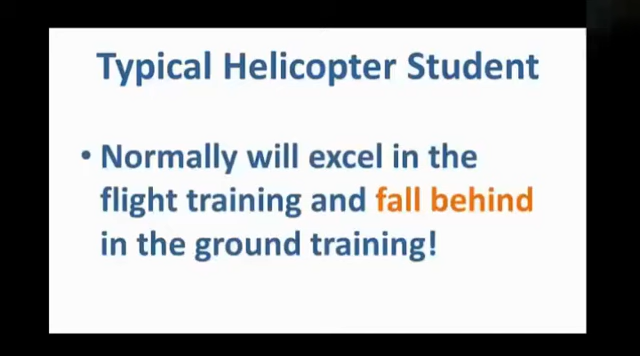 Typical Helicopter Student
• Normally will excel in the
flight training and fall behind
in the ground training!